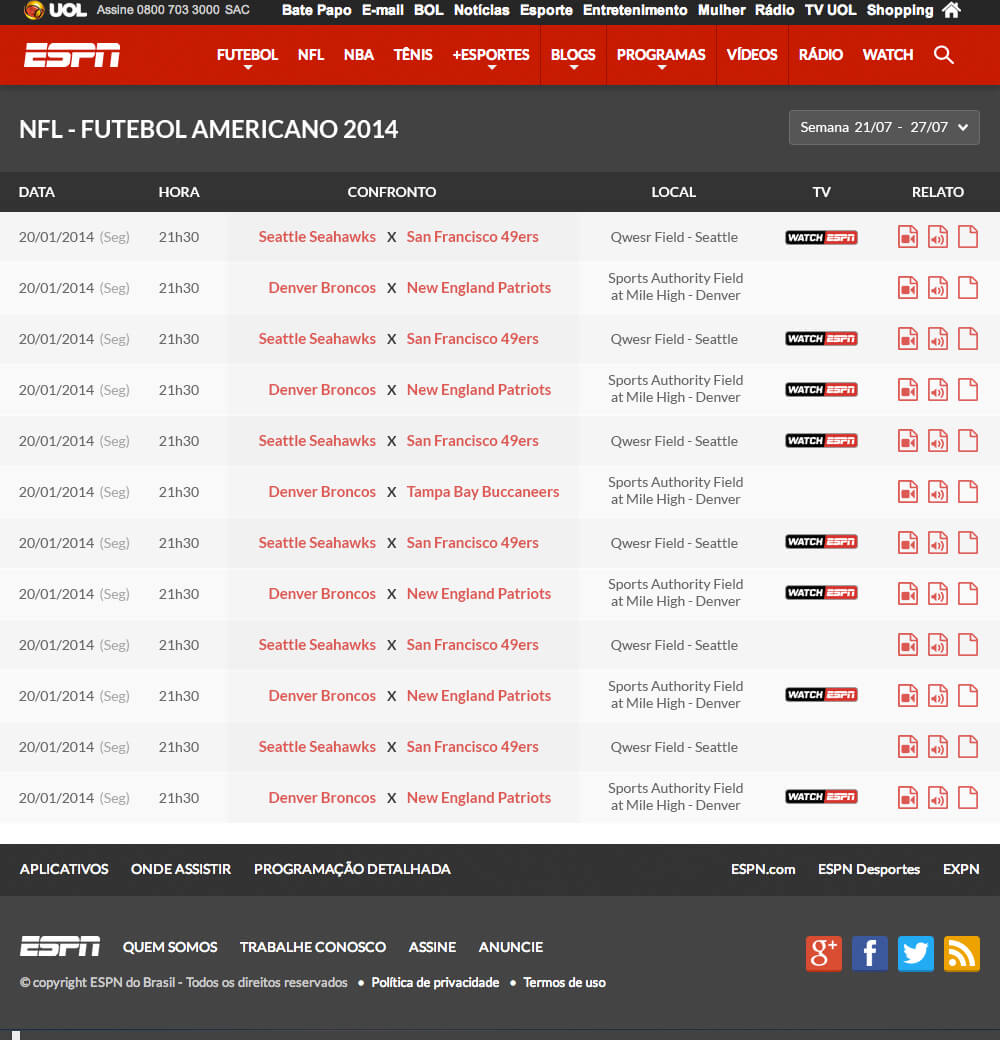 UOL Assine 0800 703 3000 SAC Bate Papo E-mail BOL Notícias Esporte Entretenimento Mulher Rádio TV UOL Shopping
ESPN FUTEBOL NFL NBA TÊNIS +ESPORTES BLOGS PROGRAMAS VÍDEOS RÁDIO WATCH
NFL - FUTEBOL AMERICANO 2014 Semana 21/07 - 27/07
DATA HORA CONFRONTO LOCAL TV RELATO
20/01/2014 (Seg) 21h30 Seattle Seahawks X San Francisco 49ers Qwesr Field - Seattle WATCH ESPN
20/01/2014 (Seg) 21h30 Denver Broncos X New England Patriots Sports Authority Field
at Mile High - Denver
20/01/2014 (Seg) 21h30 Seattle Seahawks X San Francisco 49ers Qwesr Field - Seattle WATCH ESPN
20/01/2014 (Seg) 21h30 Denver Broncos X New England Patriots Sports Authority Field
at Mile High - Denver WATCH ESPN
20/01/2014 (Seg) 21h30 Seattle Seahawks X San Francisco 49ers Qwesr Field - Seattle WATCH ESPN
20/01/2014 (Seg) 21h30 Denver Broncos X Tampa Bay Buccaneers Sports Authority Field
at Mile High - Denver
20/01/2014 (Seg) 21h30 Seattle Seahawks X San Francisco 49ers Qwesr Field - Seattle WATCH ESPN
20/01/2014 (Seg) 21h30 Denver Broncos X New England Patriots Sports Authority Field
at Mile High - Denver WATCH ESPN
20/01/2014 (Seg) 21h30 Seattle Seahawks X San Francisco 49ers Qwesr Field - Seattle
20/01/2014 (Seg) 21h30 Denver Broncos X New England Patriots Sports Authority Field
at Mile High - Denver WATCH ESPN
20/01/2014 (Seg) 21h30 Seattle Seahawks X San Francisco 49ers Qwesr Field - Seattle
20/01/2014 (Seg) 21h30 Denver Broncos X New England Patriots Sports Authority Field
at Mile High - Denver WATCH ESPN
APLICATIVOS ONDE ASSISTIR PROGRAMAÇÃO DETALHADA ESPN.com ESPN Desportes EXPN
ESPN QUEM SOMOS TRABALHE CONOSCO ASSINE ANUNCIE g+ f
© copyright ESPN do Brasil - Todos os direitos reservados • Política de privacidade • Termos de uso